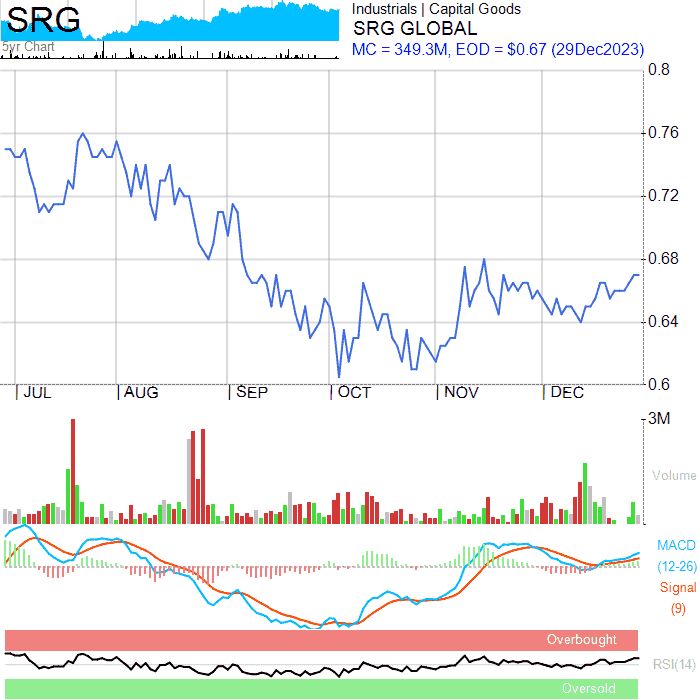 SRG
5yr Chart
Industrials | Capital Goods
SRG GLOBAL
MC = 349.3M, EOD = $0.67 (29Dec2023)
0.8
0.76
0.72
0.68
0.64
0.6
| JUL | AUG | SEP | OCT | NOV | DEC
3M
Volume
MACD
(12-26)
Signal
(9)
Overbought
RSI(14)
Oversold